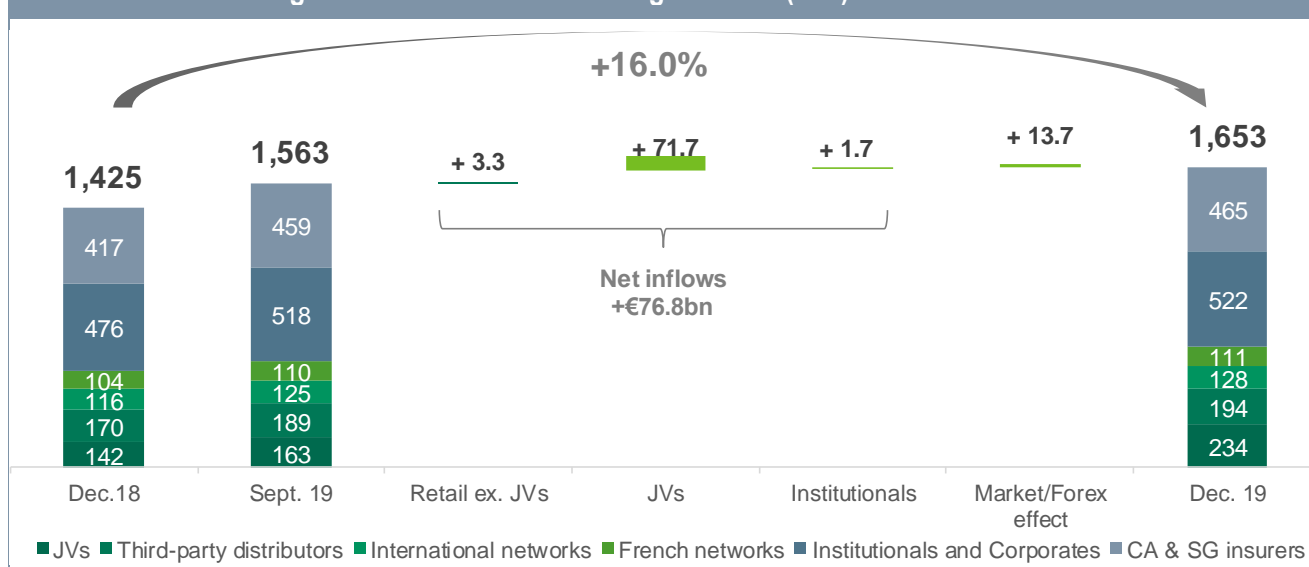 +16.0%
1,425
1,563
+ 3.3
+ 71.7
+ 1.7
+ 13.7
1,653
417
476
104
116
170
142
459
518
110
125
189
163
Net inflows
+€76.8bn
465
522
111
128
194
234
Dec.18
Sept. 19
Retail ex. JVs
JVs
Institutionals
Market/Forex
effect
Dec. 19
JVs Third-party distributors International networks French networks Institutionals and Corporates CA & SG insurers